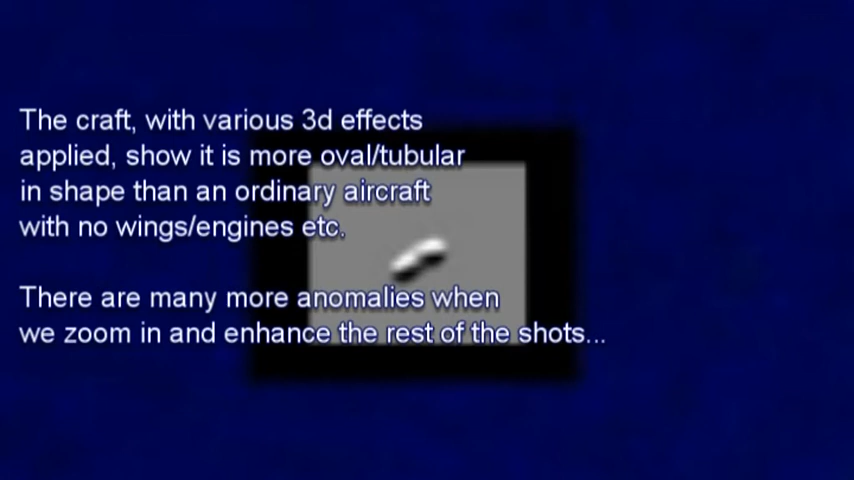 The craft, with various 3d effects
applied, show it is more oval/tubular
in shape than an ordinary aircraft
with no wings/engines etc.
There are many more anomalies when
we zoom in and enhance the rest of the shots...